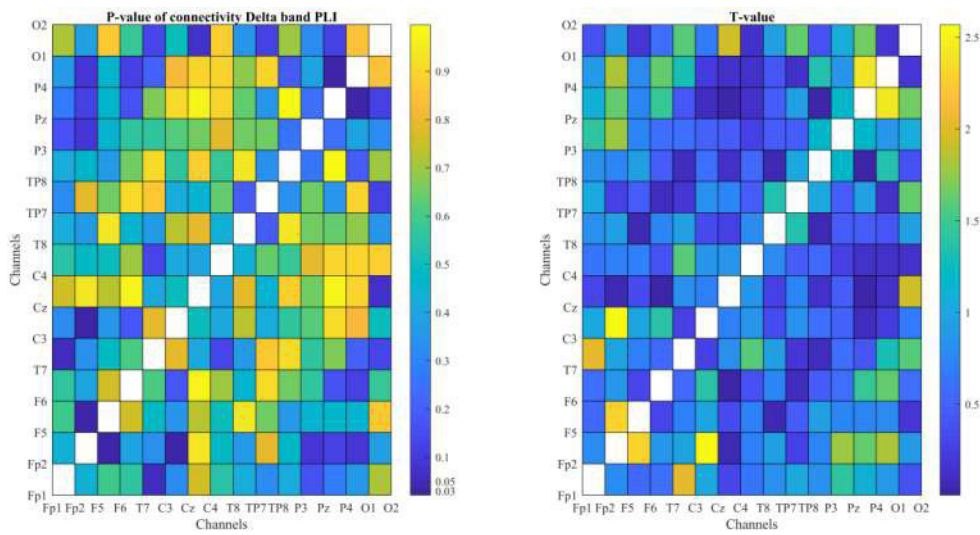 P-value of connectivity Delta band PLI
O2
O1
P4
Pz
P3
TP8
TP7
T8
C4
Cz
C3
T7
F6
F5
Fp2
Fp1
Channels
Fp1 Fp2 F5 F6 T7 C3 Cz C4 T8 TP7 TP8 P3 Pz P4 O1 O2
Channels
0.9
0.8
0.7
0.6
0.5
0.4
0.3
0.2
0.1
0.05
0.03
T-value
O2
O1
P4
Pz
P3
TP8
TP7
T8
C4
Cz
C3
T7
F6
F5
Fp2
Fp1
Channels
Fp1 Fp2 F5 F6 T7 C3 Cz C4 T8 TP7 TP8 P3 Pz P4 O1 O2
Channels
2.5
2
1.5
1
0.5